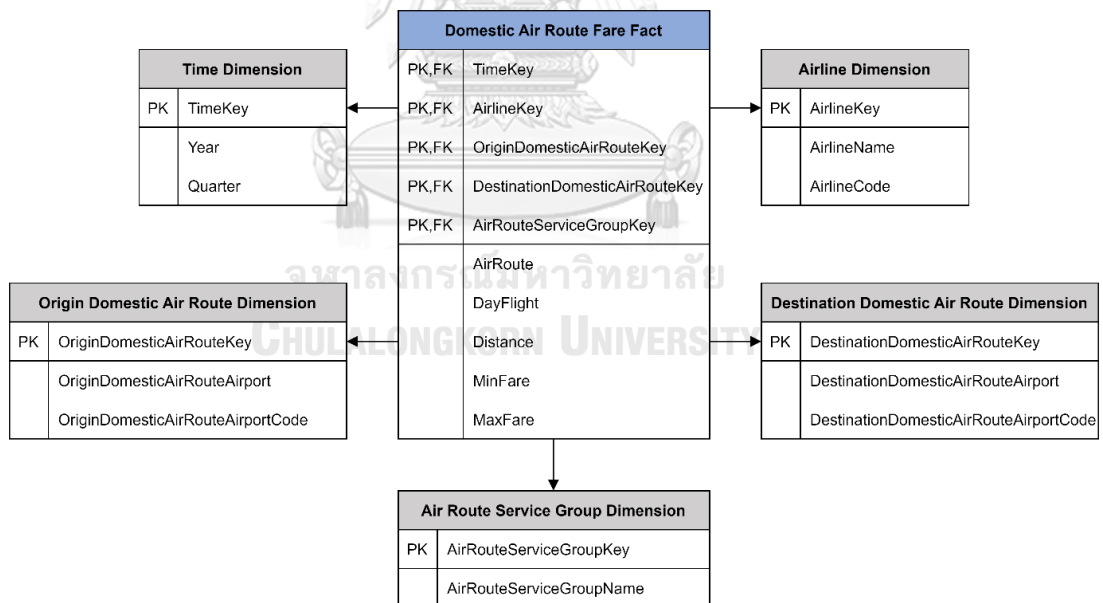 Domestic Air Route Fare Fact
PK,FK TimeKey
PK,FK AirlineKey
PK,FK OriginDomesticAirRouteKey
PK,FK DestinationDomesticAirRouteKey
PK,FK AirRouteServiceGroupKey
AirRoute
DayFlight
Distance
MinFare
MaxFare
Time Dimension
PK TimeKey
Year
Quarter
Airline Dimension
PK AirlineKey
AirlineName
AirlineCode
Origin Domestic Air Route Dimension
PK OriginDomesticAirRouteKey
OriginDomesticAirRouteAirport
OriginDomesticAirRouteAirportCode
Destination Domestic Air Route Dimension
PK DestinationDomesticAirRouteKey
DestinationDomesticAirRouteAirport
DestinationDomesticAirRouteAirportCode
Air Route Service Group Dimension
PK AirRouteServiceGroupKey
AirRouteServiceGroupName
จุฬาลงกรณ์มหาวิทยาลัย
CHULALONGKORN UNIVERSITY